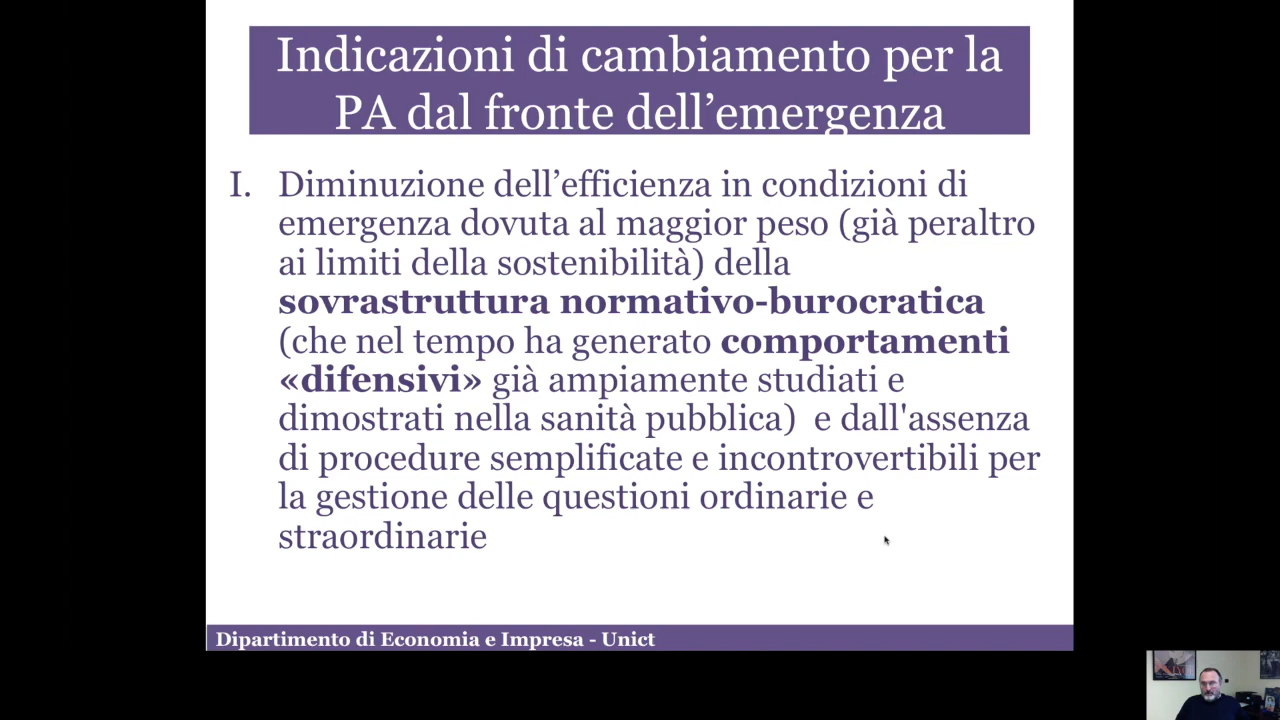 Indicazioni di cambiamento per la
PA dal fronte dell’emergenza
I. Diminuzione dell’efficienza in condizioni di
emergenza dovuta al maggior peso (già peraltro
ai limiti della sostenibilità) della
sovrastruttura normativo-burocratica
(che nel tempo ha generato comportamenti
«difensivi» già ampiamente studiati e
dimostrati nella sanità pubblica)  e dall'assenza
di procedure semplificate e incontrovertibili per
la gestione delle questioni ordinarie e
straordinarie
Dipartimento di Economia e Impresa - Unict